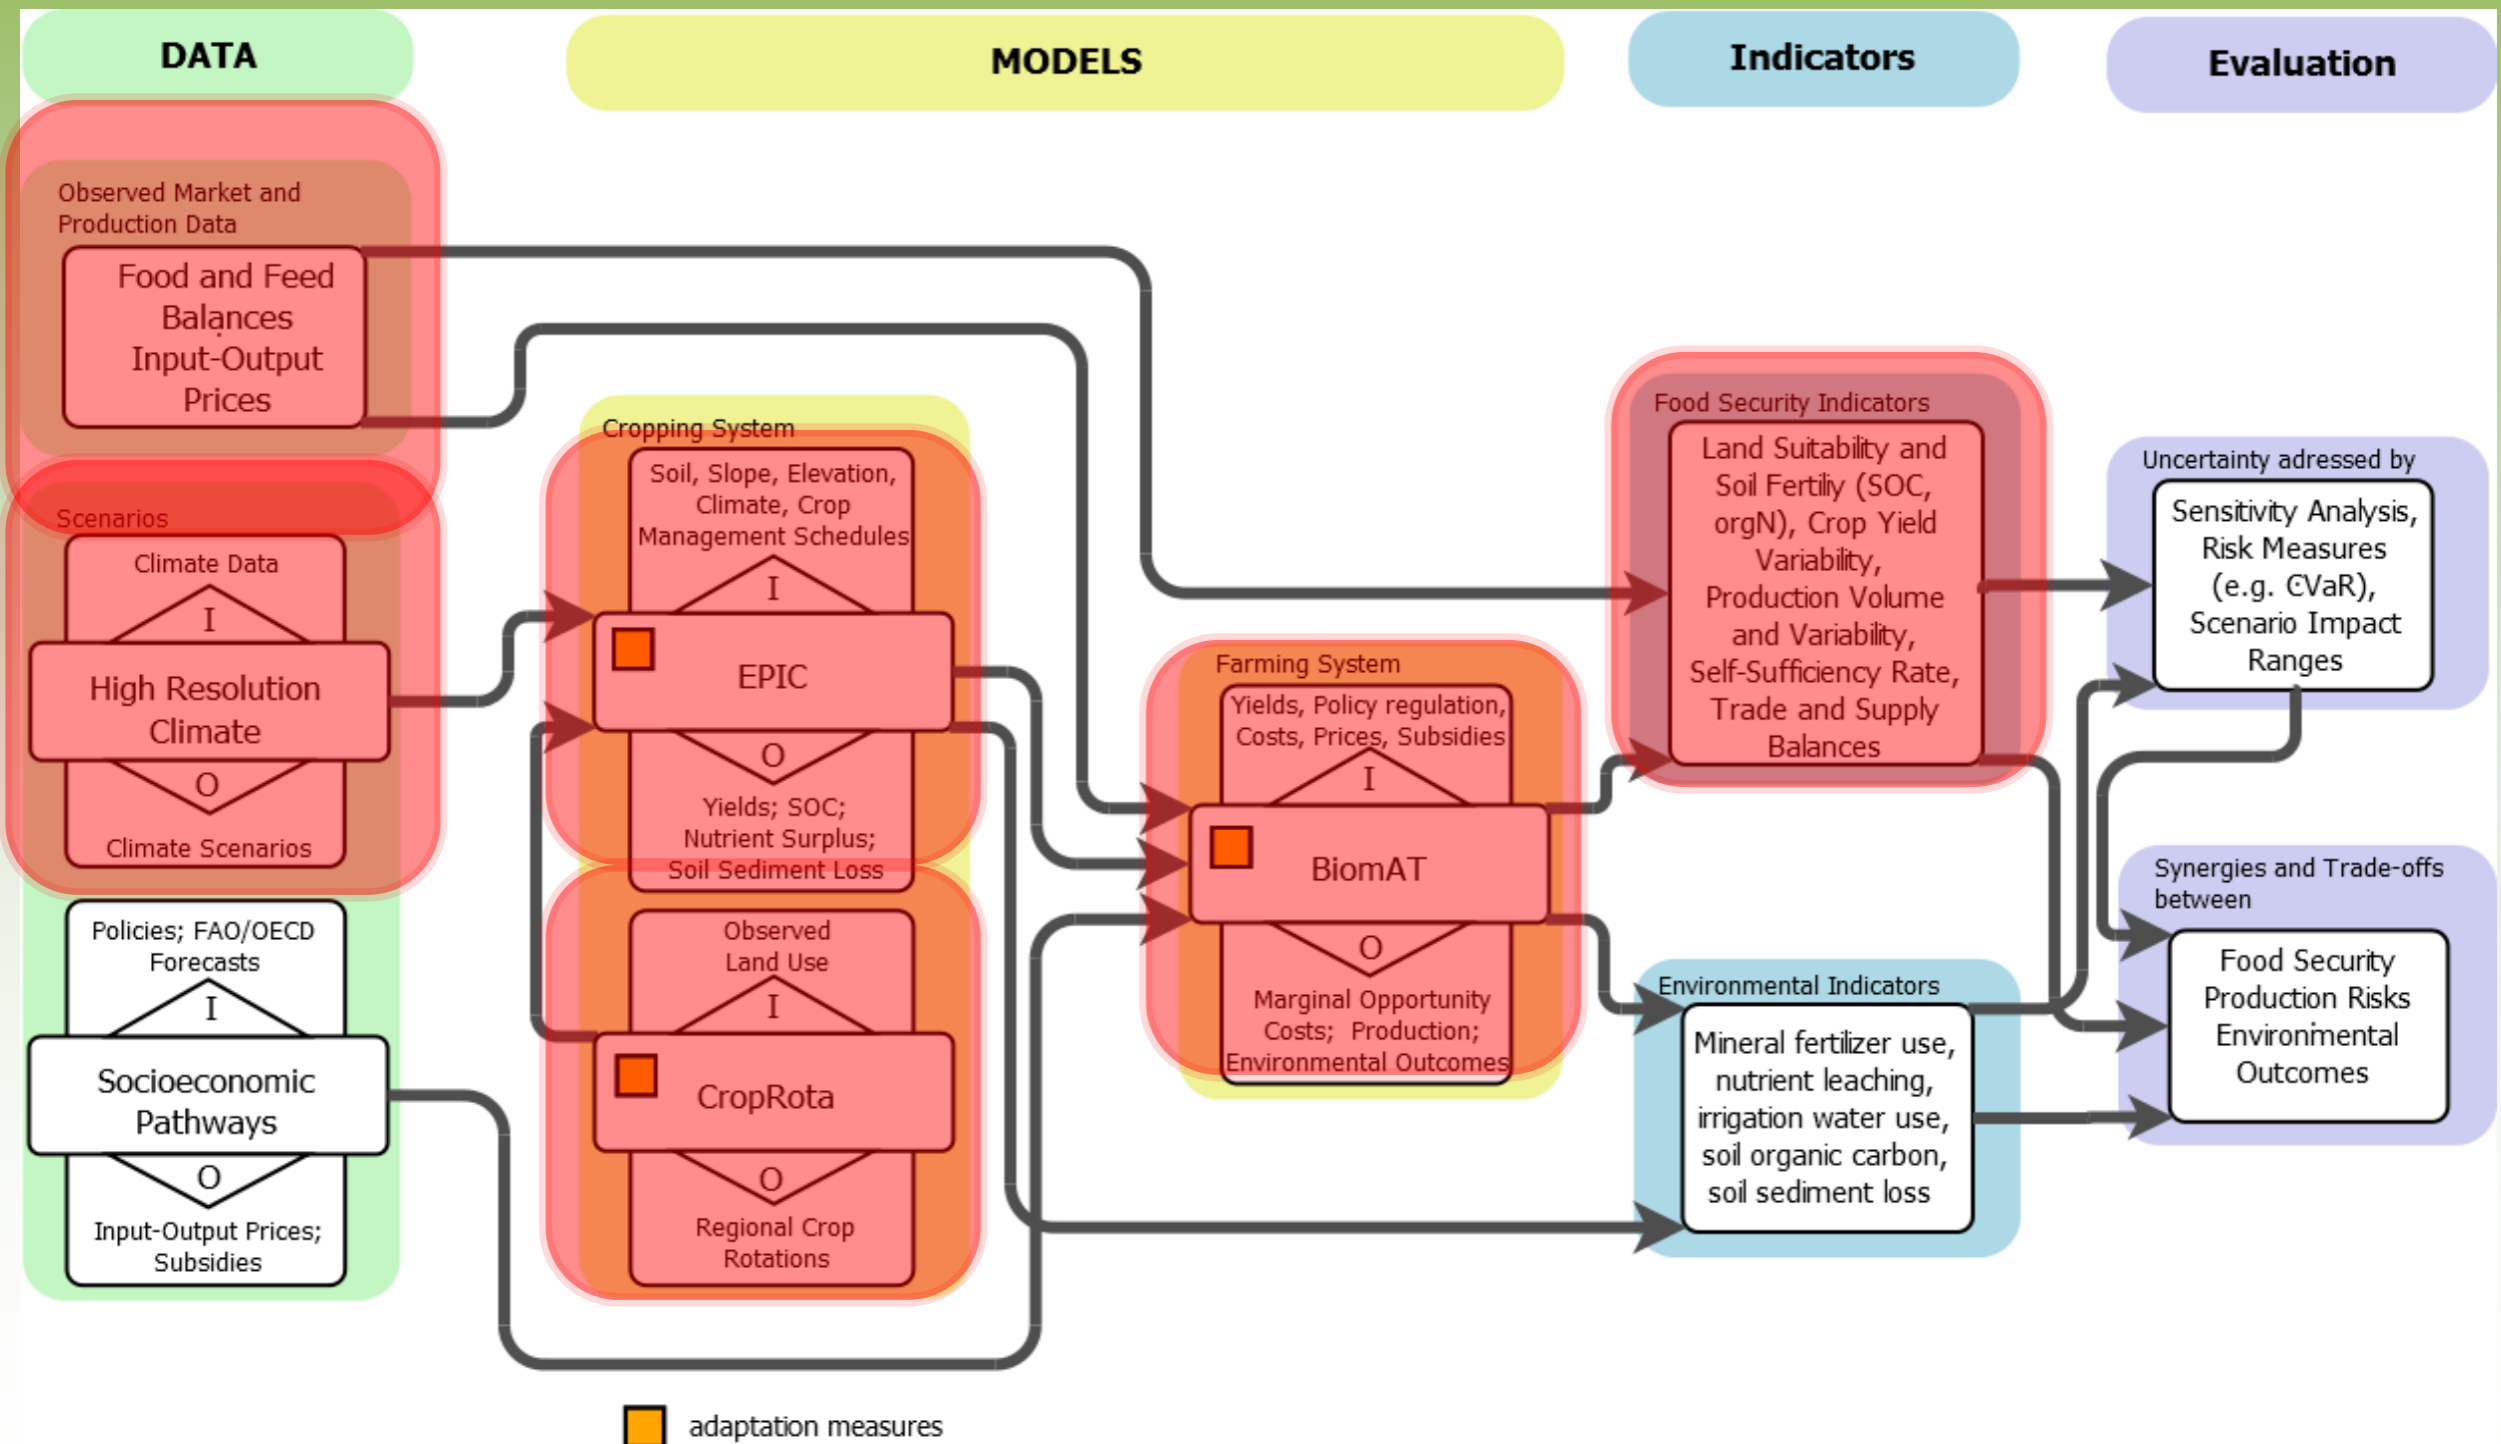 DATA
MODELS
Indicators
Evaluation
Observed Market and
Production Data
Food and Feed
Balances
Input-Output
Prices
Scenarios
Climate Data
I
High Resolution
Climate
O
Climate Scenarios
Policies; FAO/OECD
Forecasts
I
Socioeconomic
Pathways
O
Input-Output Prices;
Subsidies
Cropping System
Soil, Slope, Elevation,
Climate, Crop
Management Schedules
I
EPIC
O
Yields; SOC;
Nutrient Surplus;
Soil Sediment Loss
Observed
Land Use
I
CropRota
O
Regional Crop
Rotations
Farming System
Yields, Policy regulation,
Costs, Prices, Subsidies
I
BiomAT
O
Marginal Opportunity
Costs; Production;
Environmental Outcomes
Food Security Indicators
Land Suitability and
Soil Fertiliy (SOC,
orgN), Crop Yield
Variability,
Production Volume
and Variability,
Self-Sufficiency Rate,
Trade and Supply
Balances
Environmental Indicators
Mineral fertilizer use,
nutrient leaching,
irrigation water use,
soil organic carbon,
soil sediment loss
Uncertainty adressed by
Sensitivity Analysis,
Risk Measures
(e.g. CVaR),
Scenario Impact
Ranges
Synergies and Trade-offs
between
Food Security
Production Risks
Environmental
Outcomes
adaptation measures